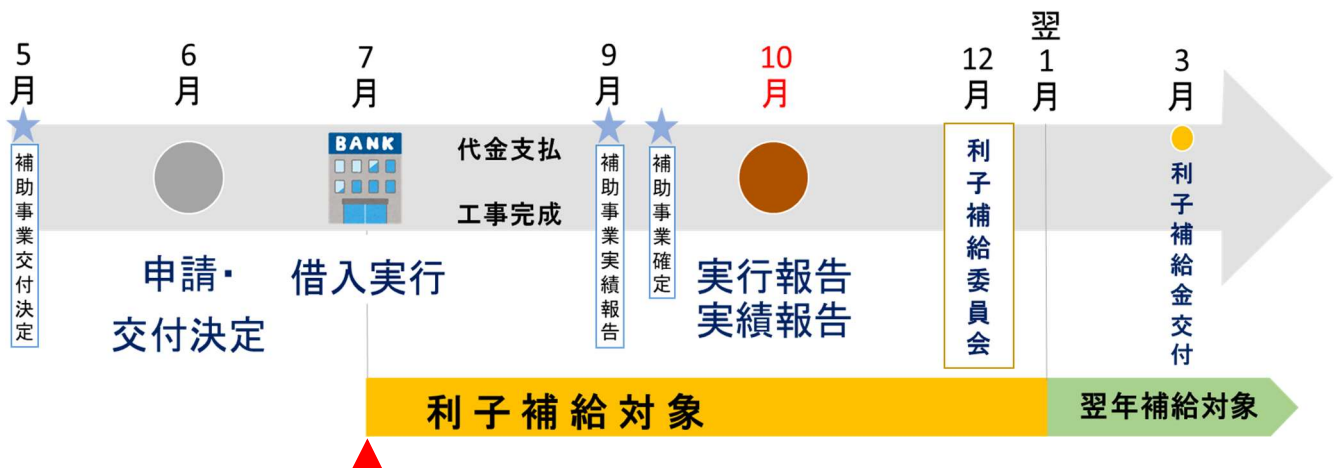 5月
6月
7月
9月
10月
12月
翌1月
3月
補助事業交付決定
申請・
交付決定
BANK
借入実行
代金支払
工事完成
補助事業実績報告
補助事業確定
実行報告
実績報告
利子補給委員会
利子補給金交付
利子補給対象
翌年補給対象